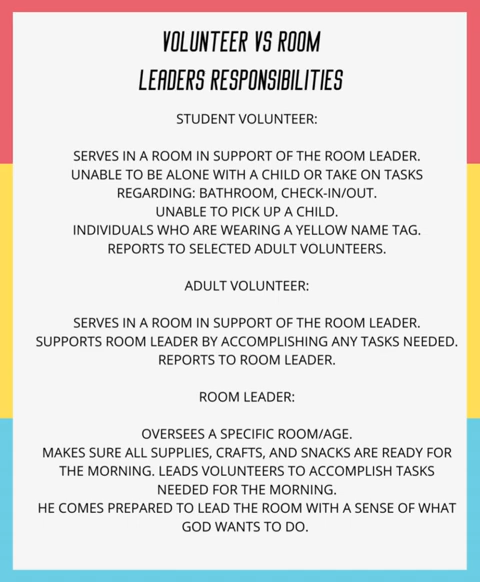 VOLUNTEER VS ROOM
LEADERS RESPONSIBILITIES
STUDENT VOLUNTEER:
SERVES IN A ROOM IN SUPPORT OF THE ROOM LEADER.
UNABLE TO BE ALONE WITH A CHILD OR TAKE ON TASKS
REGARDING: BATHROOM, CHECK-IN/OUT.
UNABLE TO PICK UP A CHILD.
INDIVIDUALS WHO ARE WEARING A YELLOW NAME TAG.
REPORTS TO SELECTED ADULT VOLUNTEERS.
ADULT VOLUNTEER:
SERVES IN A ROOM IN SUPPORT OF THE ROOM LEADER.
SUPPORTS ROOM LEADER BY ACCOMPLISHING ANY TASKS NEEDED.
REPORTS TO ROOM LEADER.
ROOM LEADER:
OVERSEES A SPECIFIC ROOM/AGE.
MAKES SURE ALL SUPPLIES, CRAFTS, AND SNACKS ARE READY FOR
THE MORNING. LEADS VOLUNTEERS TO ACCOMPLISH TASKS
NEEDED FOR THE MORNING.
HE COMES PREPARED TO LEAD THE ROOM WITH A SENSE OF WHAT
GOD WANTS TO DO.